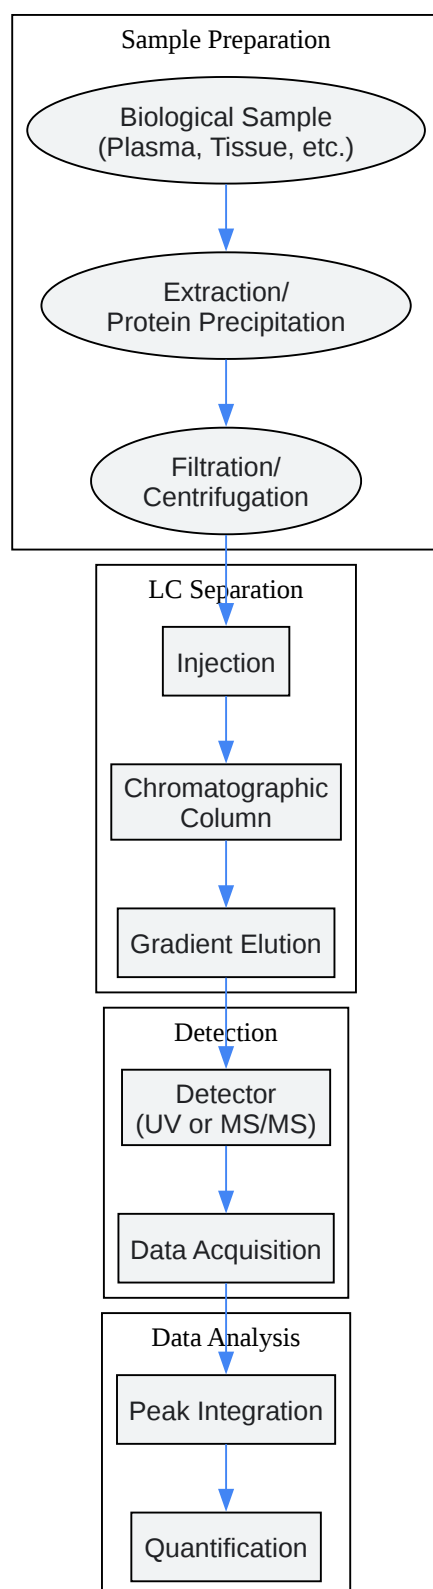 Sample Preparation
Biological Sample
(Plasma, Tissue, etc.)
Extraction/
Protein Precipitation
Filtration/
Centrifugation
LC Separation
Injection
Chromatographic
Column
Gradient Elution
Detection
Detector
(UV or MS/MS)
Data Acquisition
Data Analysis
Peak Integration
Quantification